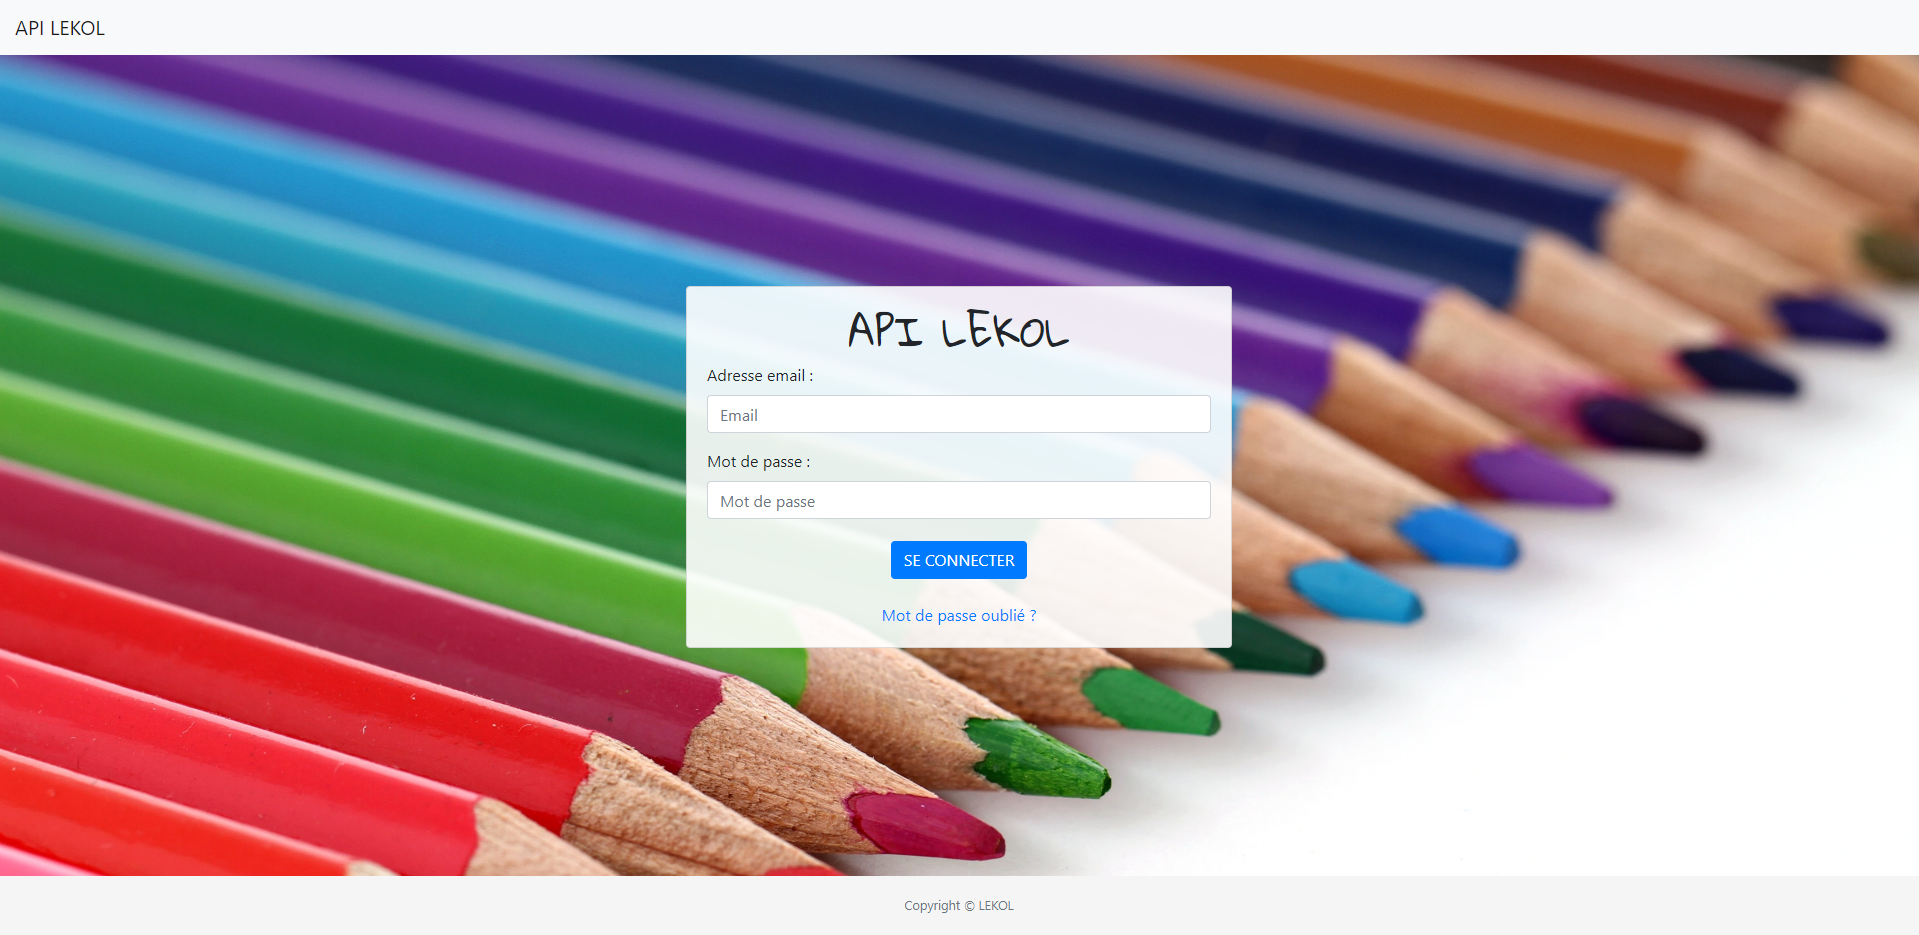 API LEKOL
API LEKOL
Adresse email :
Email
Mot de passe :
Mot de passe
SE CONNECTER
Mot de passe oublié ?
Copyright © LEKOL